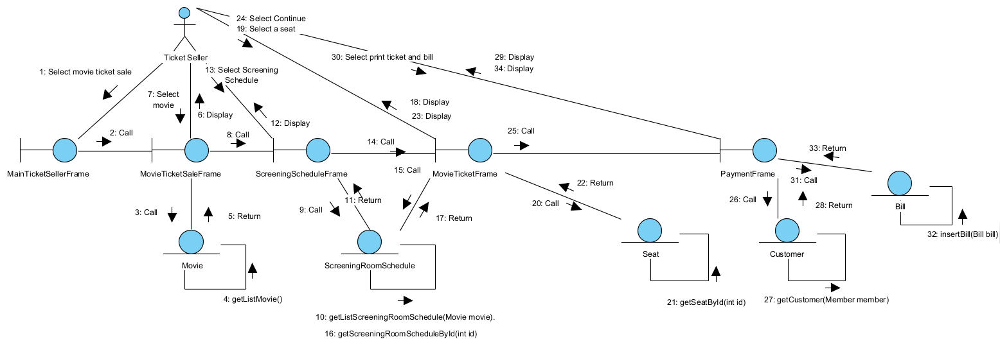 24: Select Continue
19: Select a seat
Ticket Seller
30: Select print ticket and bill
29: Display
34: Display
1: Select movie ticket sale
13: Select Screening
Schedule
7: Select
movie
6: Display
12: Display
18: Display
23: Display
2: Call
8: Call
14: Call
25: Call
33: Return
MainTicketSellerFrame
MovieTicketSaleFrame
ScreeningScheduleFrame
15: Call
MovieTicketFrame
PaymentFrame
31: Call
22: Return
20: Call
26: Call
28: Return
11: Return
9: Call
17: Return
3: Call
5: Return
Bill
32: insertBill(Bill bill)
Movie
ScreeningRoomSchedule
Seat
Customer
4: getListMovie()
21: getSeatById(int id)
27: getCustomer(Member member)
10: getListScreeningRoomSchedule(Movie movie).
16: getScreeningRoomScheduleById(int id)